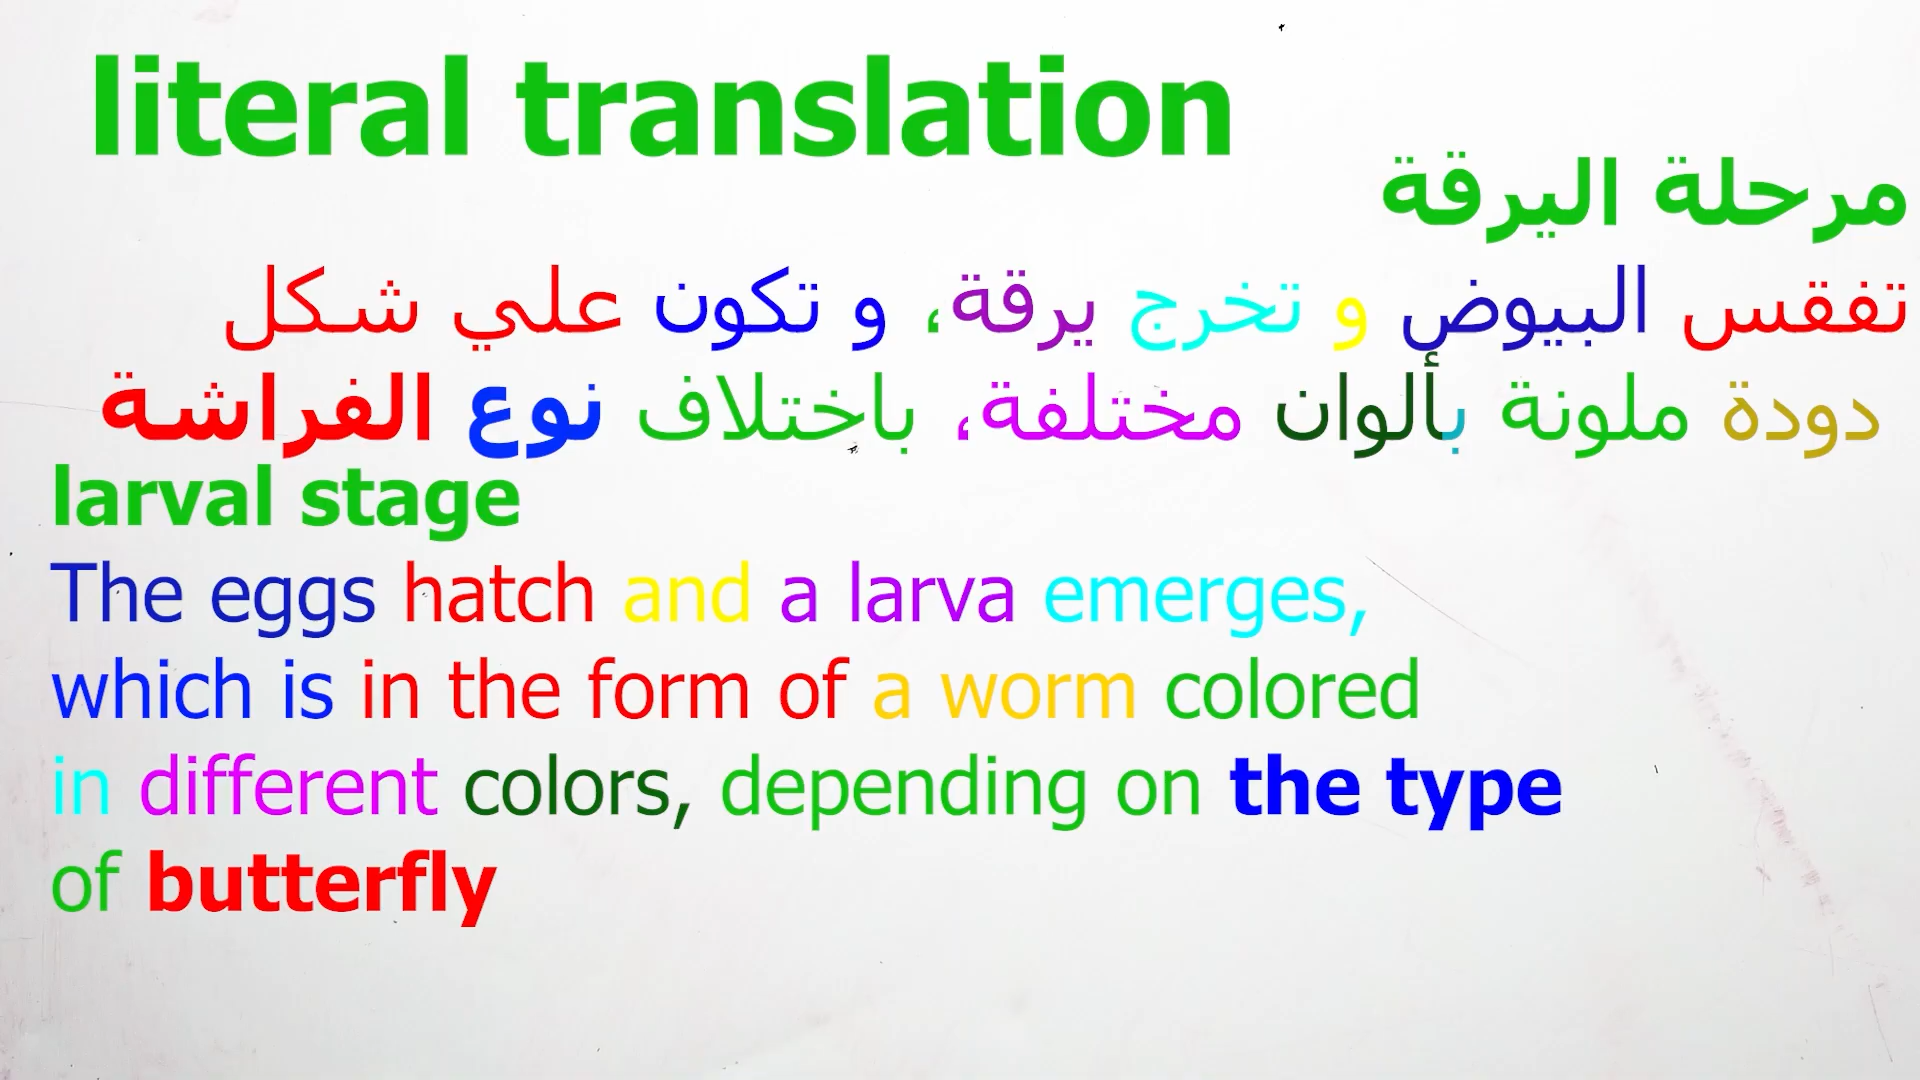 literal translation
مرحلة اليرقة
تفقس البيوض و تخرج يرقة، و تكون علي شكل
دودة ملونة بألوان مختلفة، باختلاف نوع الفراشة
larval stage
The eggs hatch and a larva emerges,
which is in the form of a worm colored
in different colors, depending on the type
of butterfly